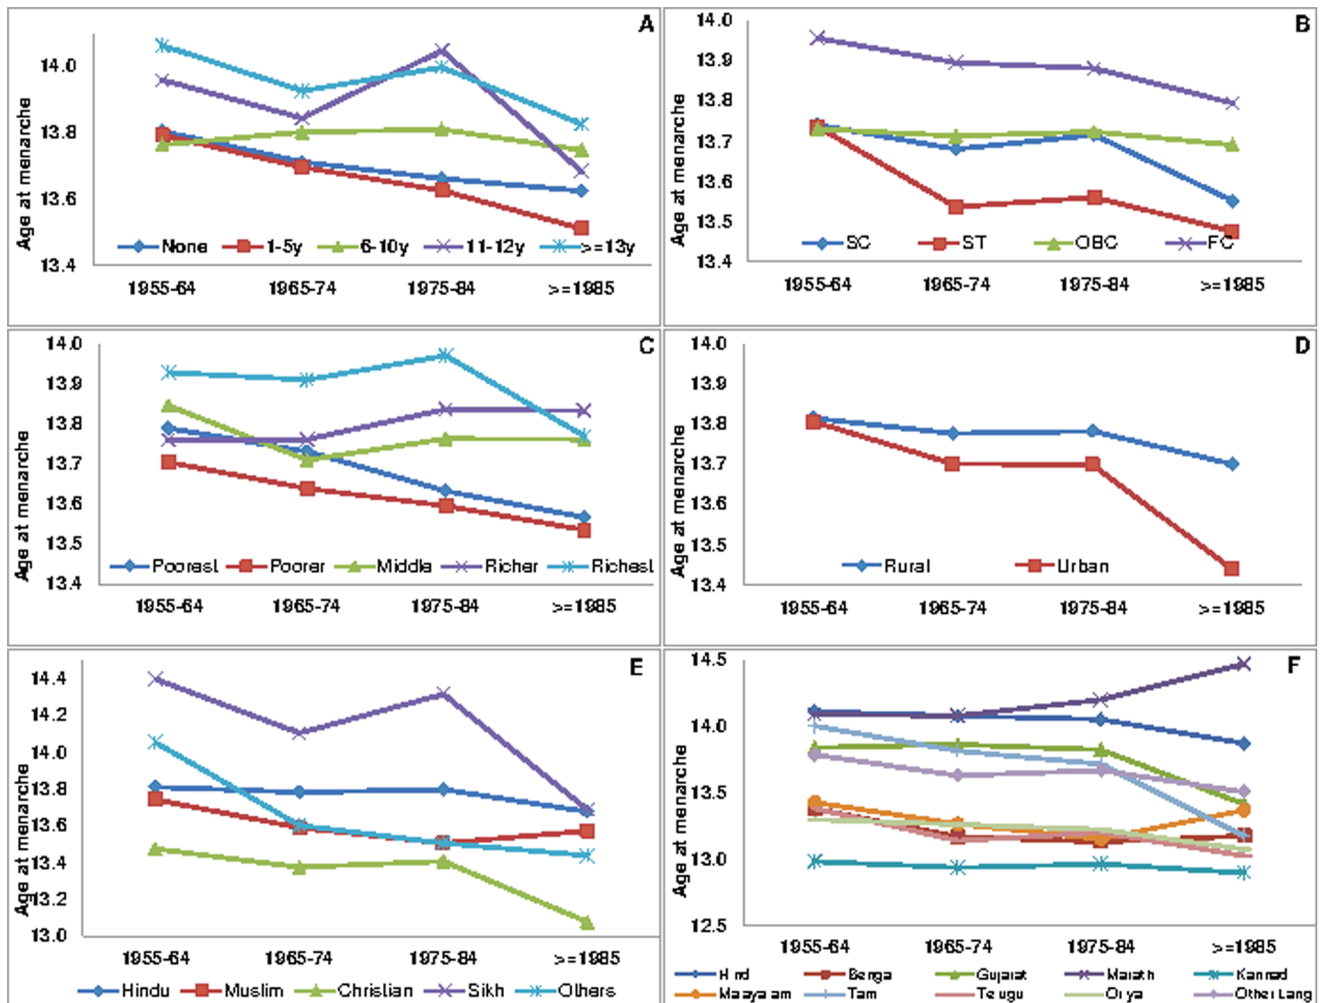 A
Age at menarche
14.0
13.8
13.6
13.4
None 1-5y 6-10y 11-12y >=13y
1955-64 1965-74 1975-84 >=1985
B
Age at menarche
14.0
13.9
13.8
13.7
13.6
13.5
13.4
SC ST OBC FC
1955-64 1965-74 1975-84 >=1985
C
Age at menarche
14.0
13.9
13.8
13.7
13.6
13.5
13.4
Poorest Poorer Middle Richer Richest
1955-64 1965-74 1975-84 >=1985
D
Age at menarche
14.0
13.9
13.8
13.7
13.6
13.5
13.4
Rural Urban
1955-64 1965-74 1975-84 >=1985
E
Age at menarche
14.4
14.2
14.0
13.8
13.6
13.4
13.2
13.0
1955-64 1965-74 1975-84 >=1985
Hindu Muslim Christian Sikh Others
F
Age at menarche
14.5
14.0
13.5
13.0
12.5
1955-64 1965-74 1975-84 >=1985
Hind Benga Gujarat Marath Kannad
Maayaam Tam Teugu Orya Other Lang